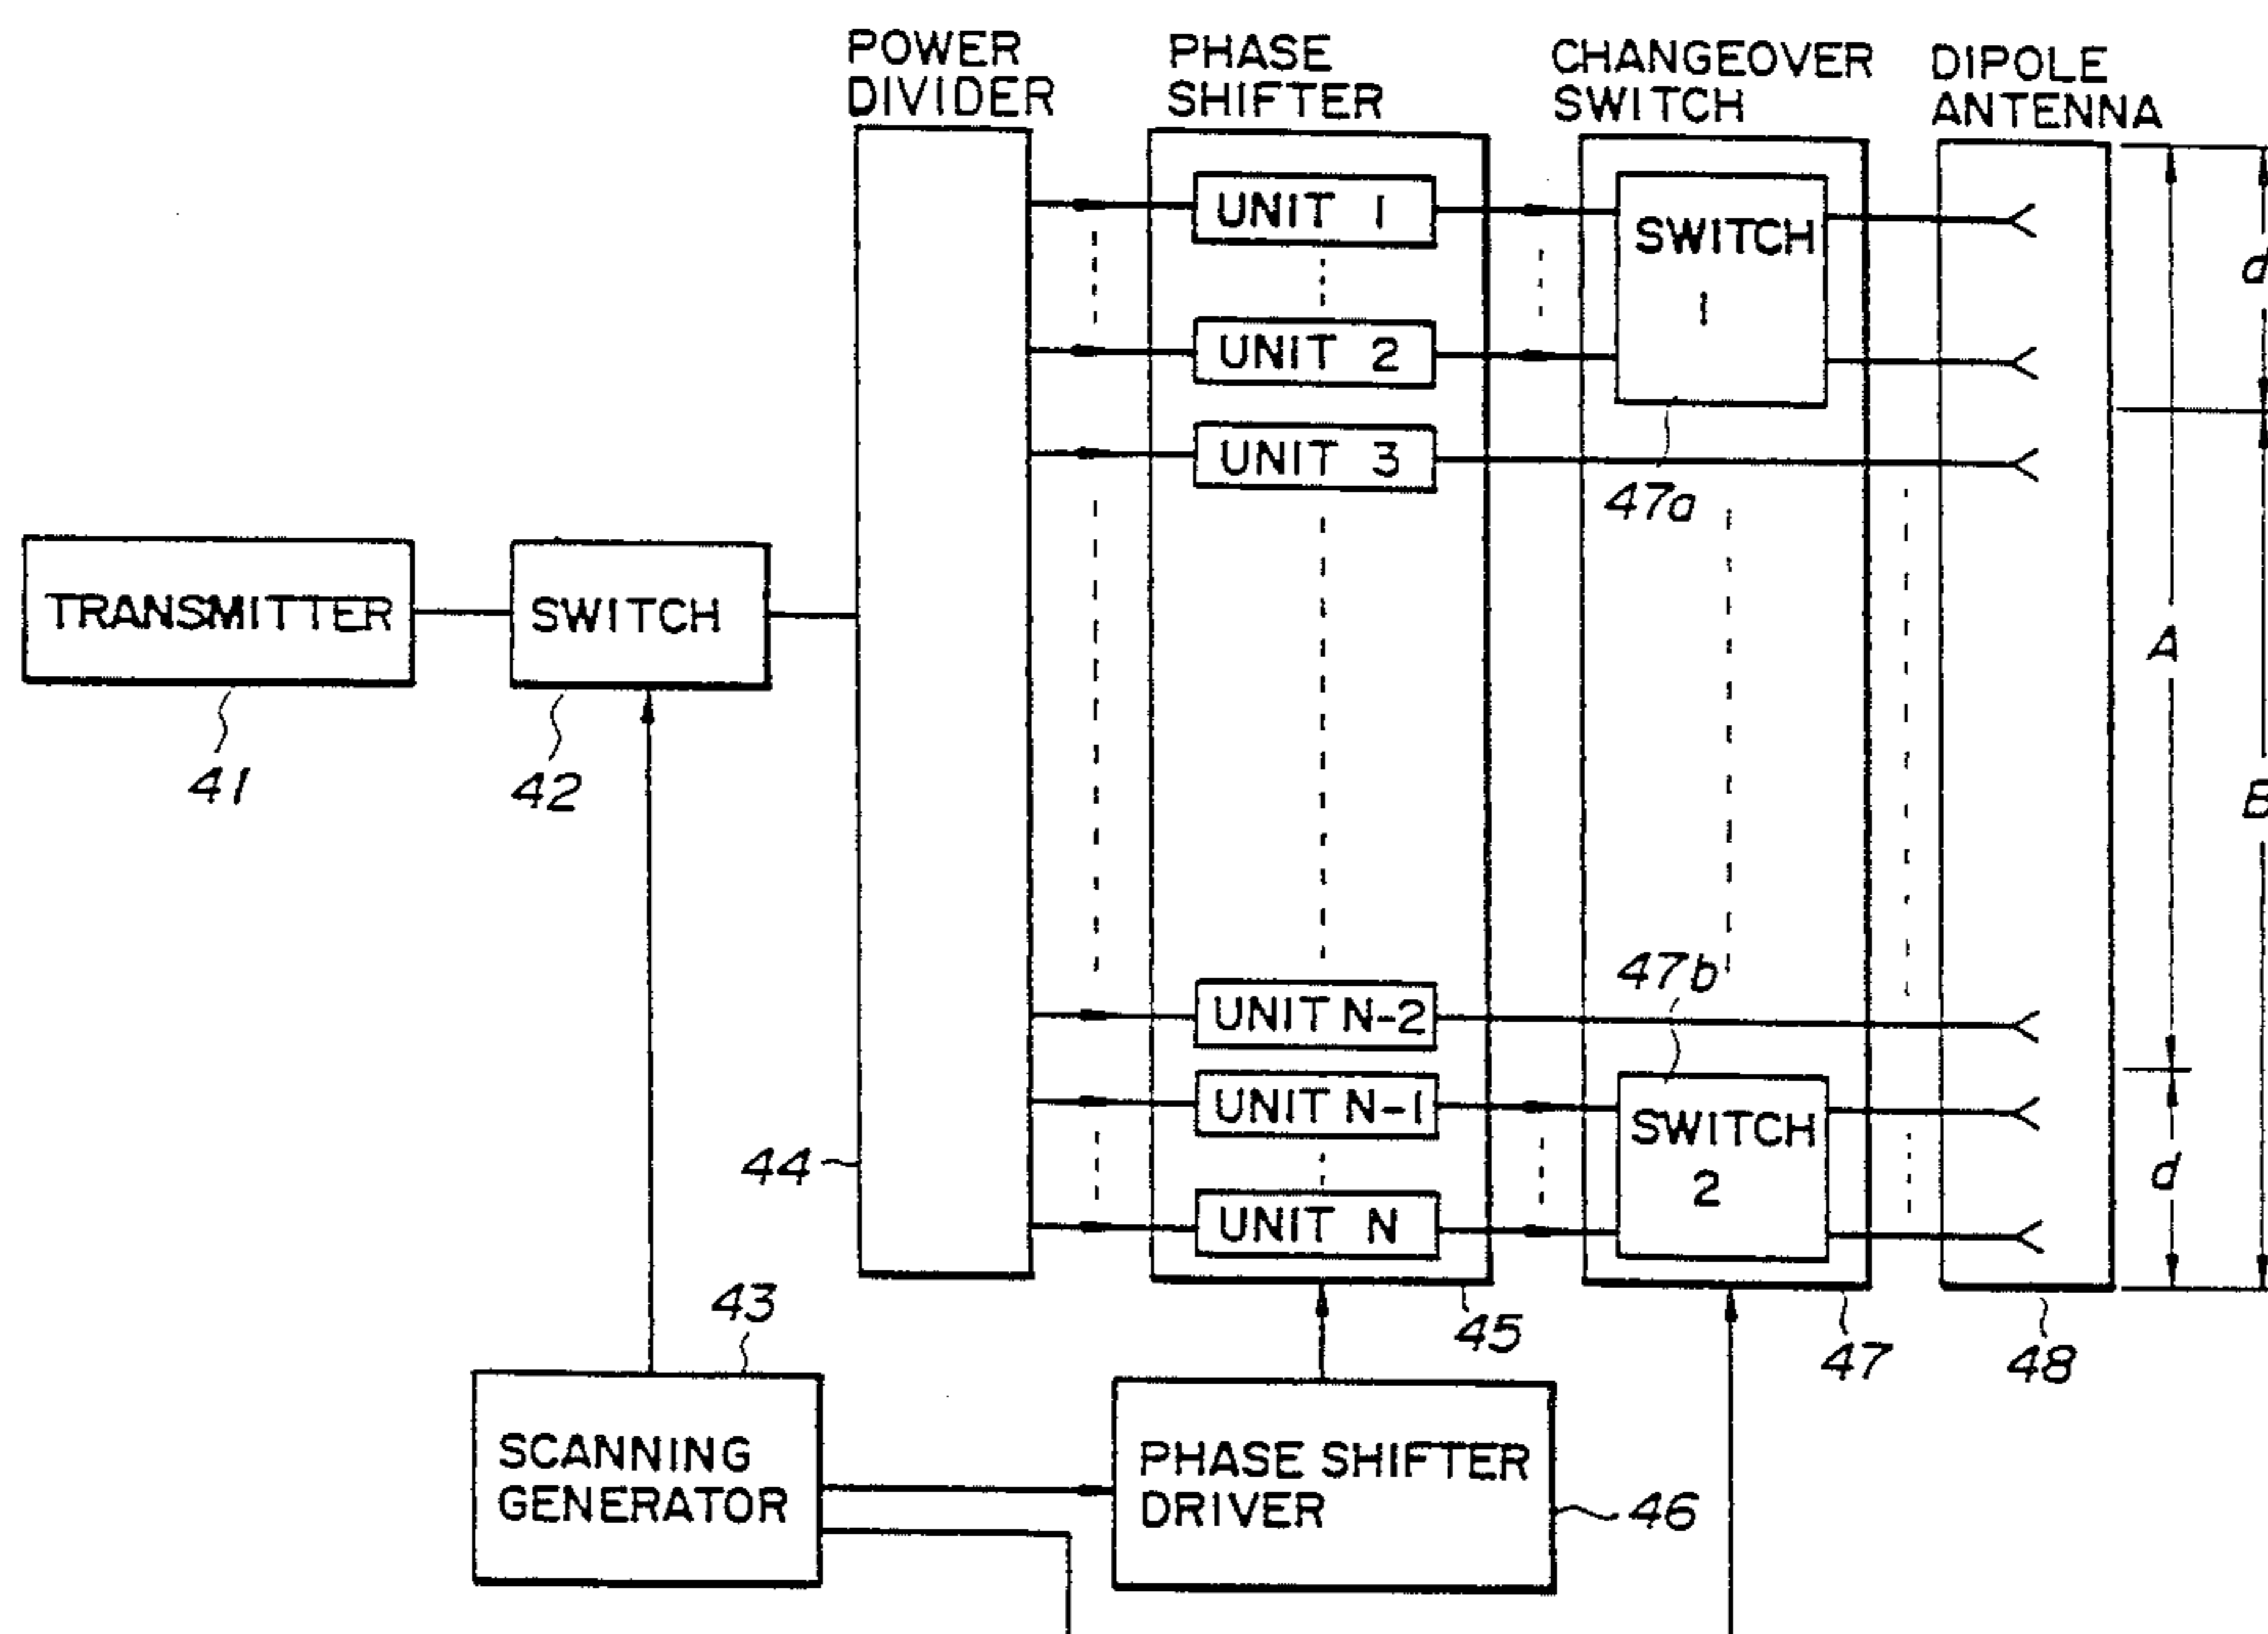 POWER
DIVIDER
PHASE
SHIFTER
CHANGEOVER
SWITCH
DIPOLE
ANTENNA
UNIT 1
UNIT 2
UNIT 3
SWITCH
1
47a
d
TRANSMITTER
41
SWITCH
42
A
B
47b
UNIT N-2
UNIT N-1
UNIT N
SWITCH
2
d
44
43
45
47
48
SCANNING
GENERATOR
PHASE SHIFTER
DRIVER
46